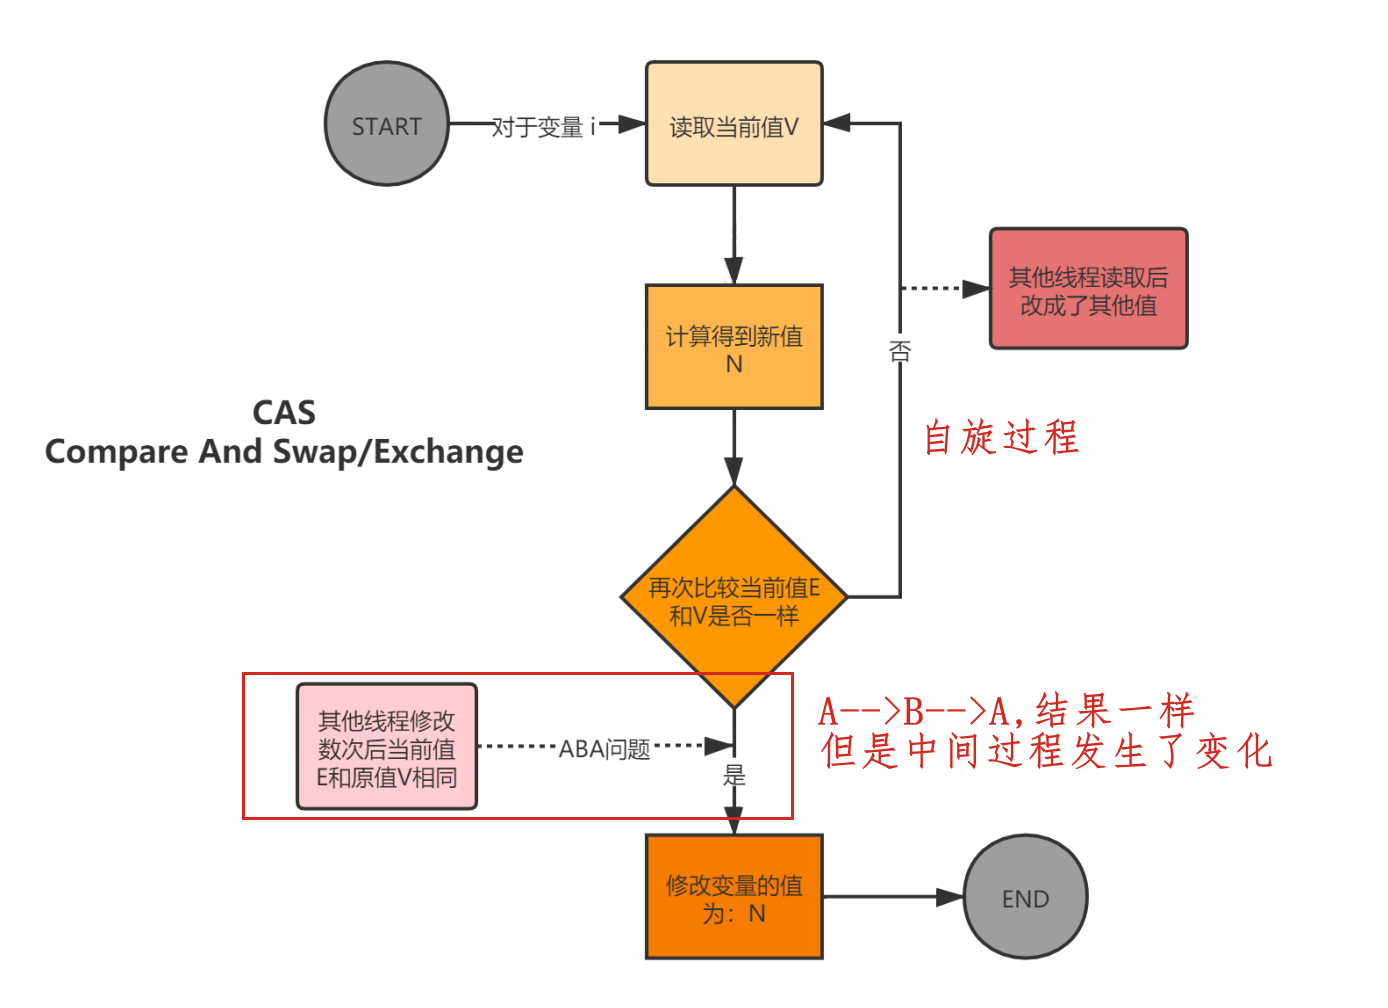 START
对于变量 i
读取当前值V
其他线程读取后
改成了其他值
计算得到新值
N
否
CAS
Compare And Swap/Exchange
自旋过程
再次比较当前值E
和V是否一样
其他线程修改
数次后当前值
E和原值V相同
ABA问题
是
A-->B-->A,结果一样
但是中间过程发生了变化
修改变量的值
为：N
END